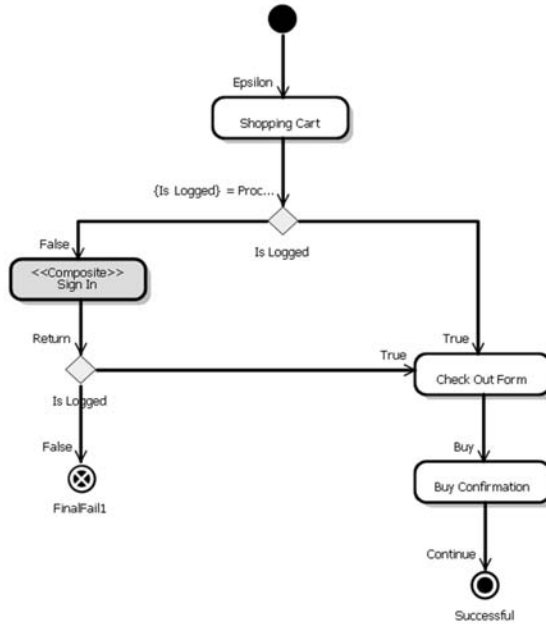 Epsilon
Shopping Cart
{Is Logged} = Proc...
Is Logged
False
<<Composite>>
Sign In
Return
True
True
Is Logged
Check Out Form
False
Buy
FinalFail1
Buy Confirmation
Continue
Successful